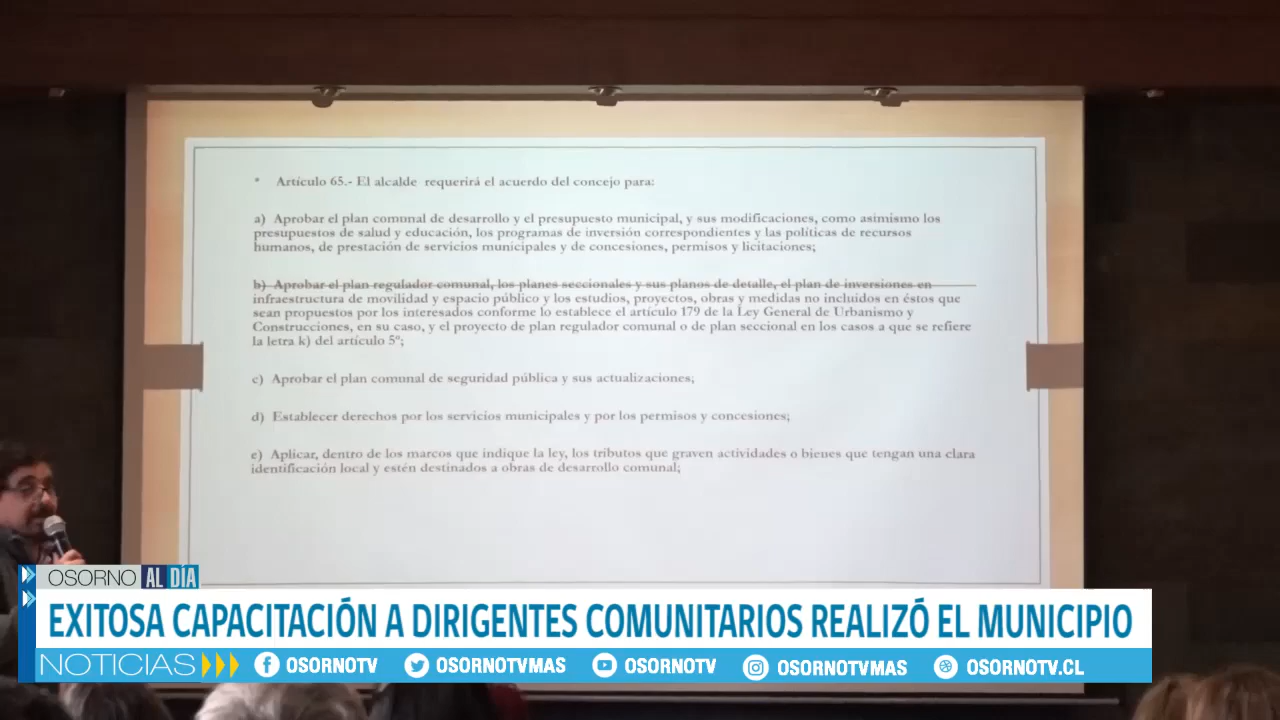 * Artículo 65.- El alcalde requerirá el acuerdo del concejo para:
a) Aprobar el plan comunal de desarrollo y el presupuesto municipal, y sus modificaciones, como asimismo los
presupuestos de salud y educación, los programas de inversión correspondientes y las políticas de recursos
humanos, de prestación de servicios municipales y de concesiones, permisos y licitaciones;
b) Aprobar el plan regulador comunal, los planes seccionales y sus planos de detalle, el plan de inversiones en
infraestructura de movilidad y espacio público y los estudios, proyectos, obras y medidas no incluidos en éstos que
sean propuestos por los interesados conforme lo establece el artículo 179 de la Ley General de Urbanismo y
Construcciones, en su caso, y el proyecto de plan regulador comunal o de plan seccional en los casos a que se refiere
la letra k) del artículo 5º;
c) Aprobar el plan comunal de seguridad pública y sus actualizaciones;
d) Establecer derechos por los servicios municipales y por los permisos y concesiones;
e) Aplicar, dentro de los marcos que indique la ley, los tributos que graven actividades o bienes que tengan una clara
identificación local y estén destinados a obras de desarrollo comunal;
OSORNO AL DÍA
EXITOSA CAPACITACIÓN A DIRIGENTES COMUNITARIOS REALIZÓ EL MUNICIPIO
NOTICIAS OSORNOTV OSORNOTVMAS OSORNOTV OSORNOTVMAS OSORNOTV.CL